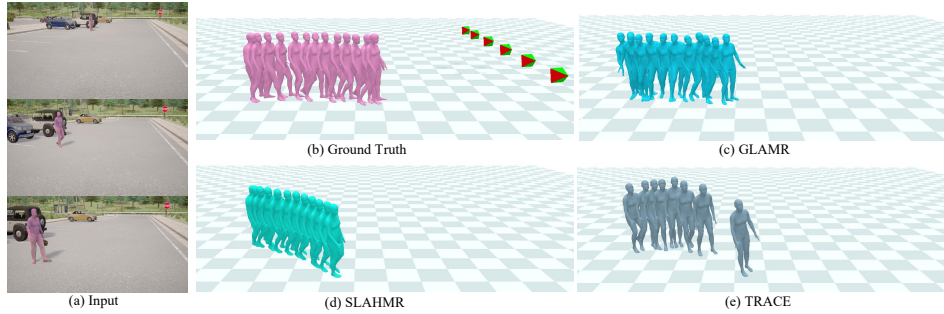 (b) Ground Truth
(c) GLAMR
(a) Input
(d) SLAHMR
(e) TRACE